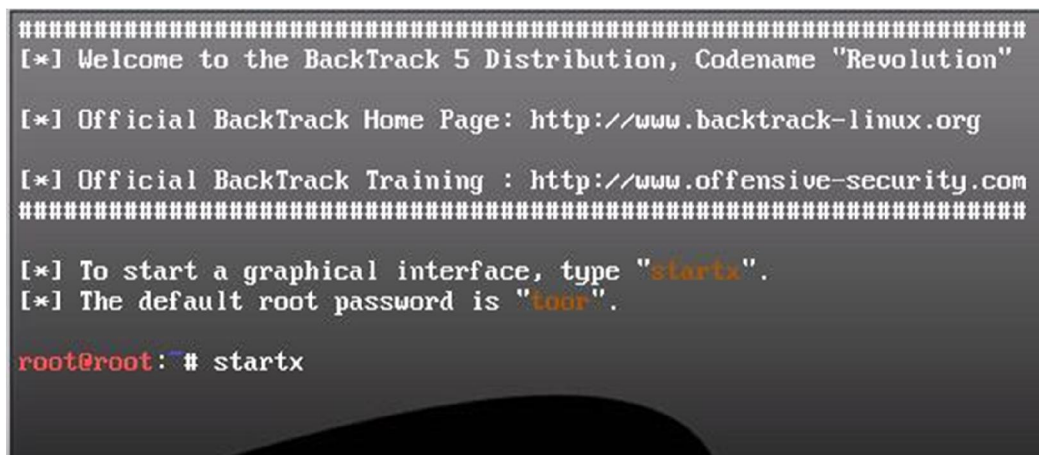 ##################################################################
[*] Welcome to the BackTrack 5 Distribution, Codename "Revolution"
[*] Official BackTrack Home Page: http://www.backtrack-linux.org
[*] Official BackTrack Training : http://www.offensive-security.com
##################################################################
[*] To start a graphical interface, type "startx".
[*] The default root password is "toor".
root@root:~# startx